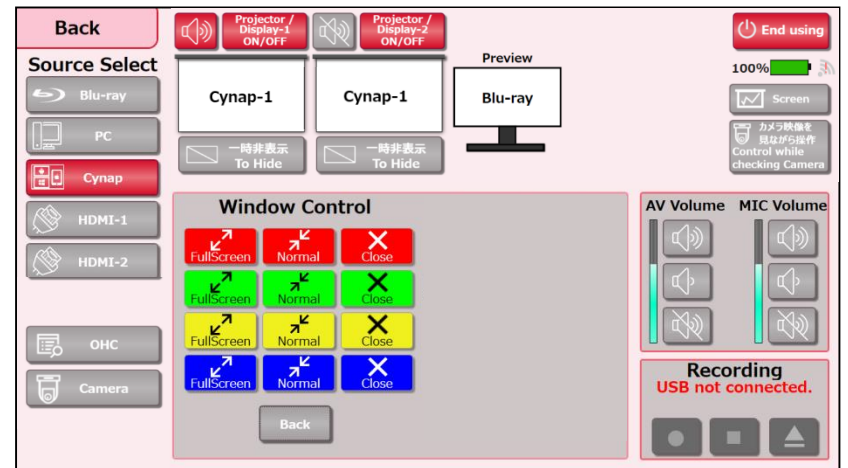 Back
Projector /
Display-1
ON/OFF
Projector /
Display-2
ON/OFF
End using
Source Select
Preview
100%
Blu-ray
Cynap-1
Cynap-1
Blu-ray
Screen
PC
一時非表示
To Hide
一時非表示
To Hide
カメラ映像を
見ながら操作
Control while
checking Camera
Cynap
HDMI-1
HDMI-2
OHC
Camera
Window Control
FullScreen Normal Close
FullScreen Normal Close
FullScreen Normal Close
FullScreen Normal Close
Back
AV Volume MIC Volume
Recording
USB not connected.